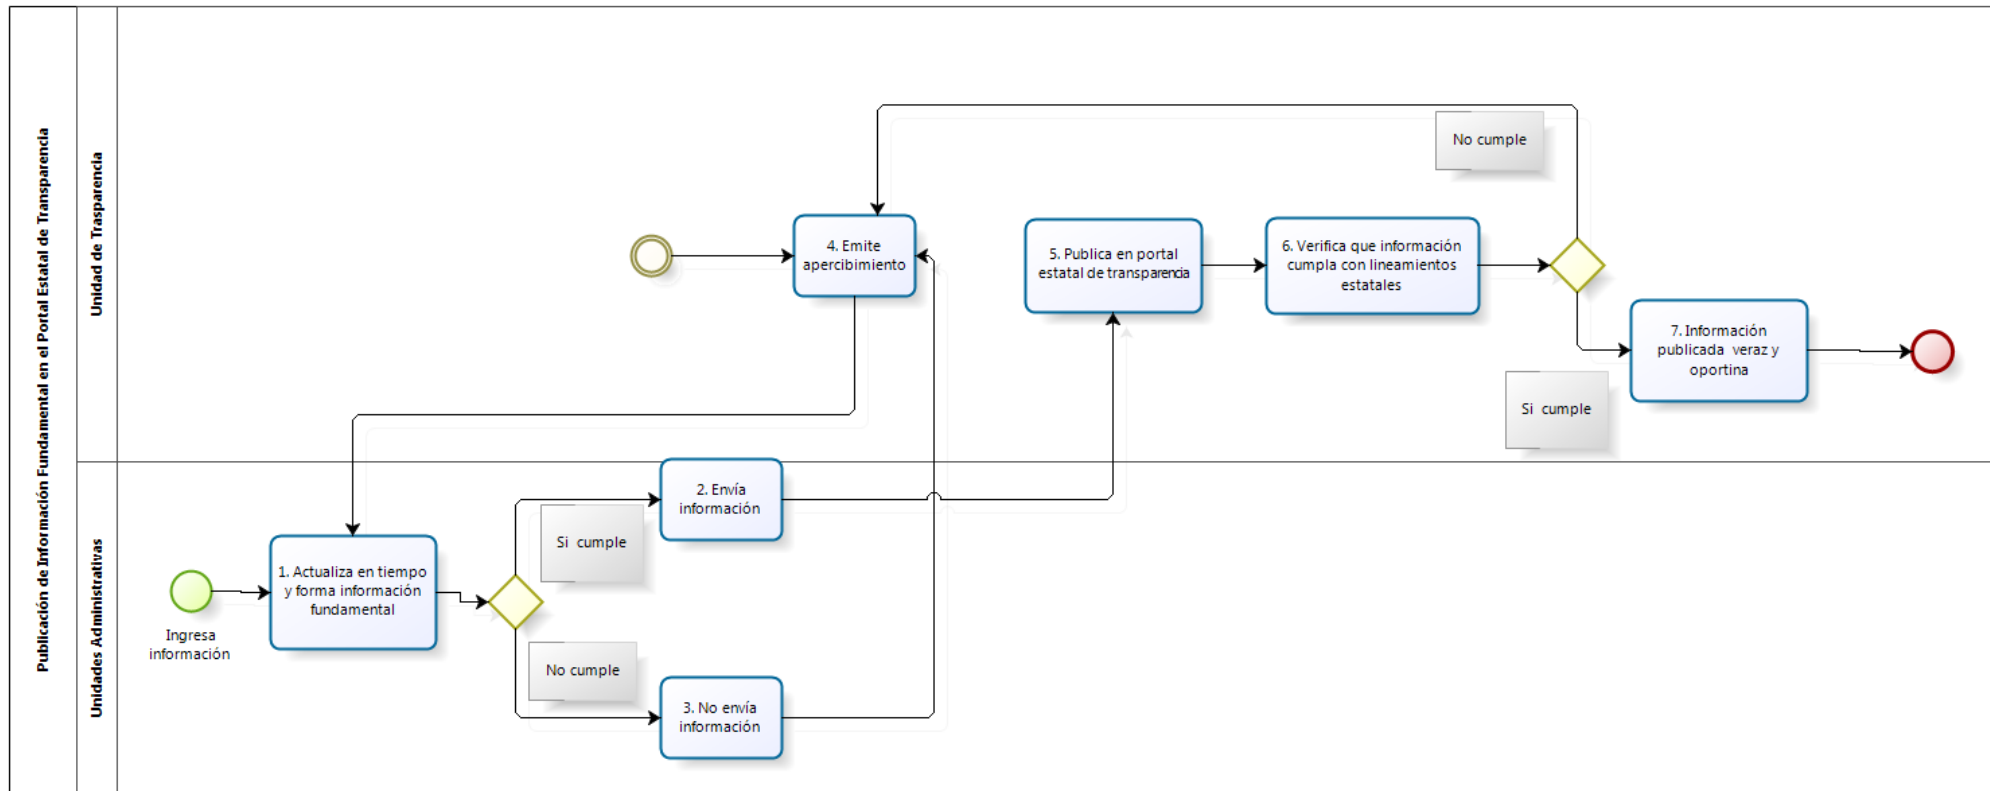 Publicación de Información Fundamental en el Portal Estatal de Transparencia
Unidad de Trasparencia
No cumple
4. Emite
apercibimiento
5. Publica en portal
estatal de transparencia
6. Verifica que información
cumpla con lineamientos
estatales
7. Información
publicada veraz y
oportina
Si cumple
Unidades Administrativas
Ingresa
información
1. Actualiza en tiempo
y forma información
fundamental
Si cumple
2. Envía
información
No cumple
3. No envía
información